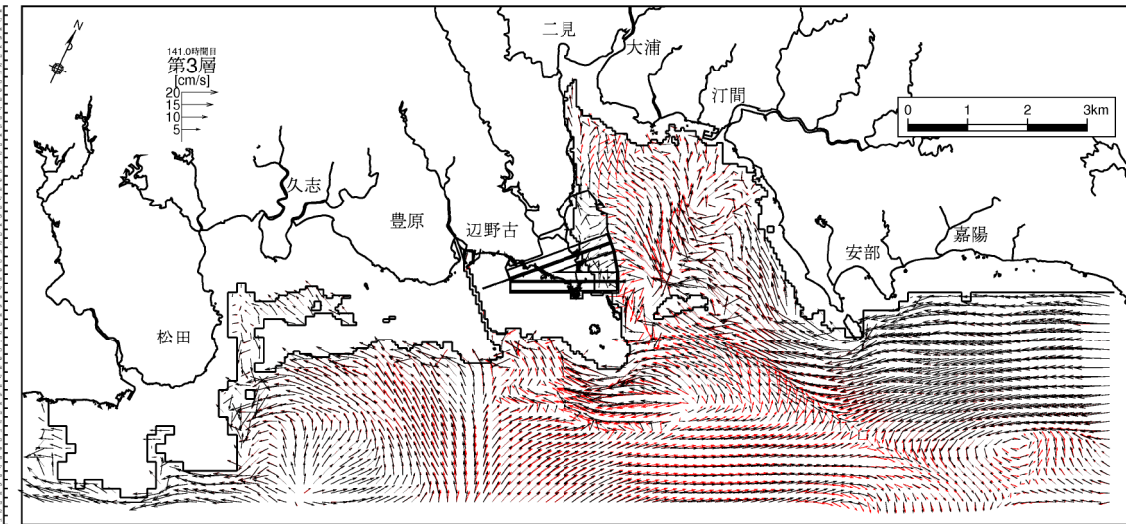 N
141.0時間目
第3層
[cm/s]
20
15
10
5
二見
大浦
汀間
0 1 2 3km
久志
豊原
辺野古
安部
嘉陽
松田